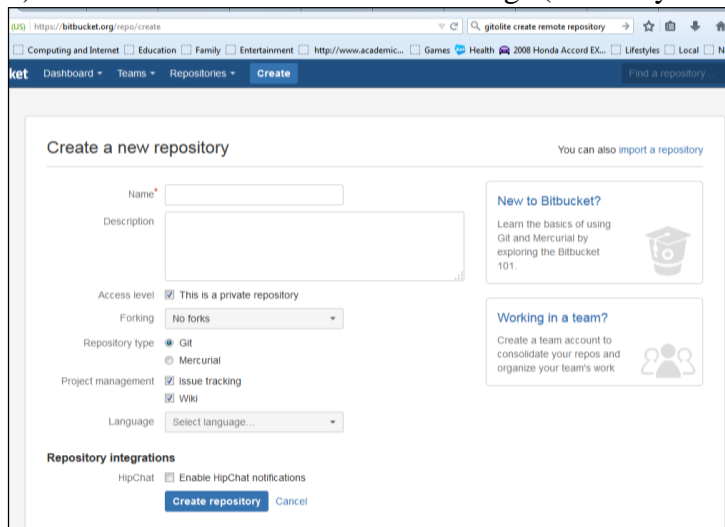 (US) https://bitbucket.org/repo/create gitolite create remote repository
Computing and Internet Education Family Entertainment http://www.academic... Games Health 2008 Honda Accord EX... Lifestyles Local N
ket Dashboard Teams Repositories Create Find a repository...
Create a new repository
You can also import a repository
Name*
Description
Access level This is a private repository
Forking No forks
Repository type Git
Mercurial
Project management Issue tracking
Wiki
Language Select language...
Repository integrations
HipChat Enable HipChat notifications
Create repository Cancel
New to Bitbucket?
Learn the basics of using
Git and Mercurial by
exploring the Bitbucket
101.
Working in a team?
Create a team account to
consolidate your repos and
organize your team's work